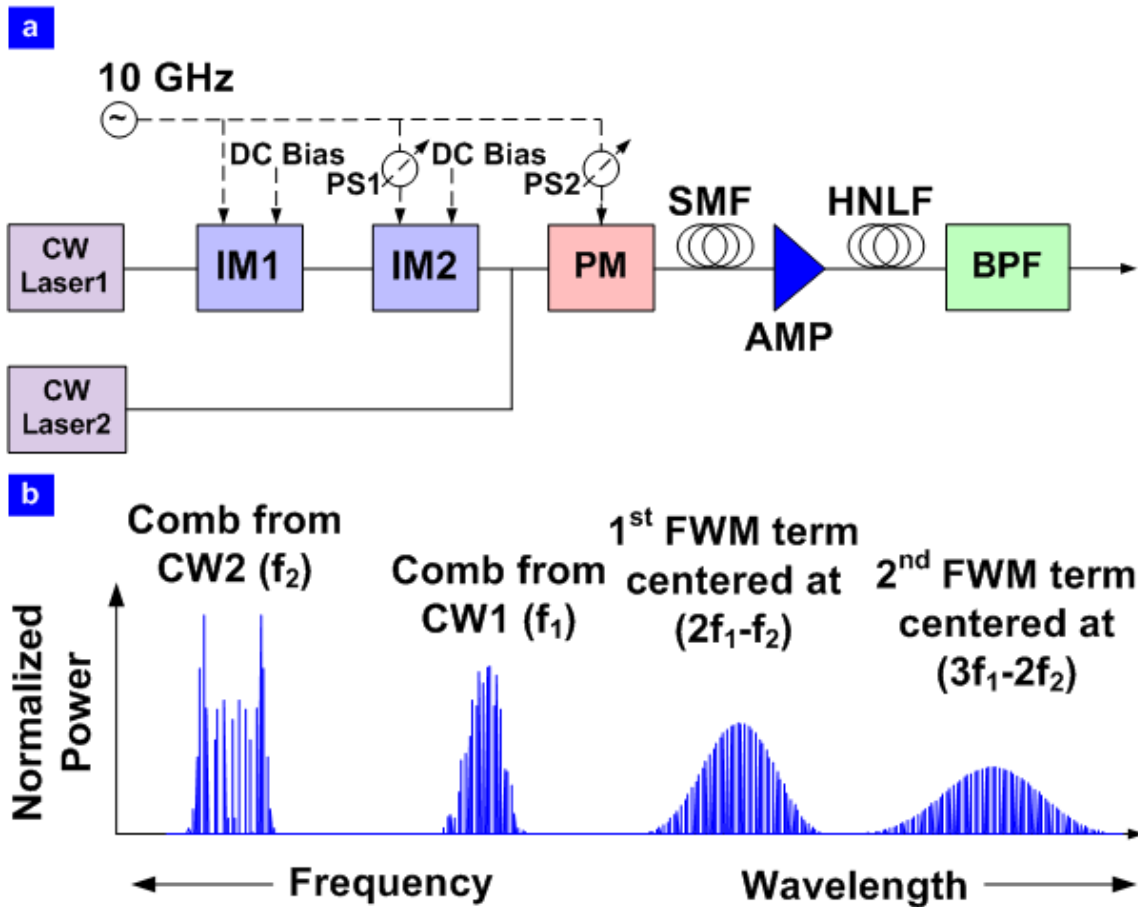 a
10 GHz
~
DC Bias
PS1
DC Bias
PS2
SMF
HNLF
CW
Laser1
IM1
IM2
PM
AMP
BPF
CW
Laser2
b
Comb from
CW2 (f₂)
Comb from
CW1 (f₁)
1st FWM term
centered at
(2f₁-f₂)
2nd FWM term
centered at
(3f₁-2f₂)
Normalized
Power
Frequency
Wavelength